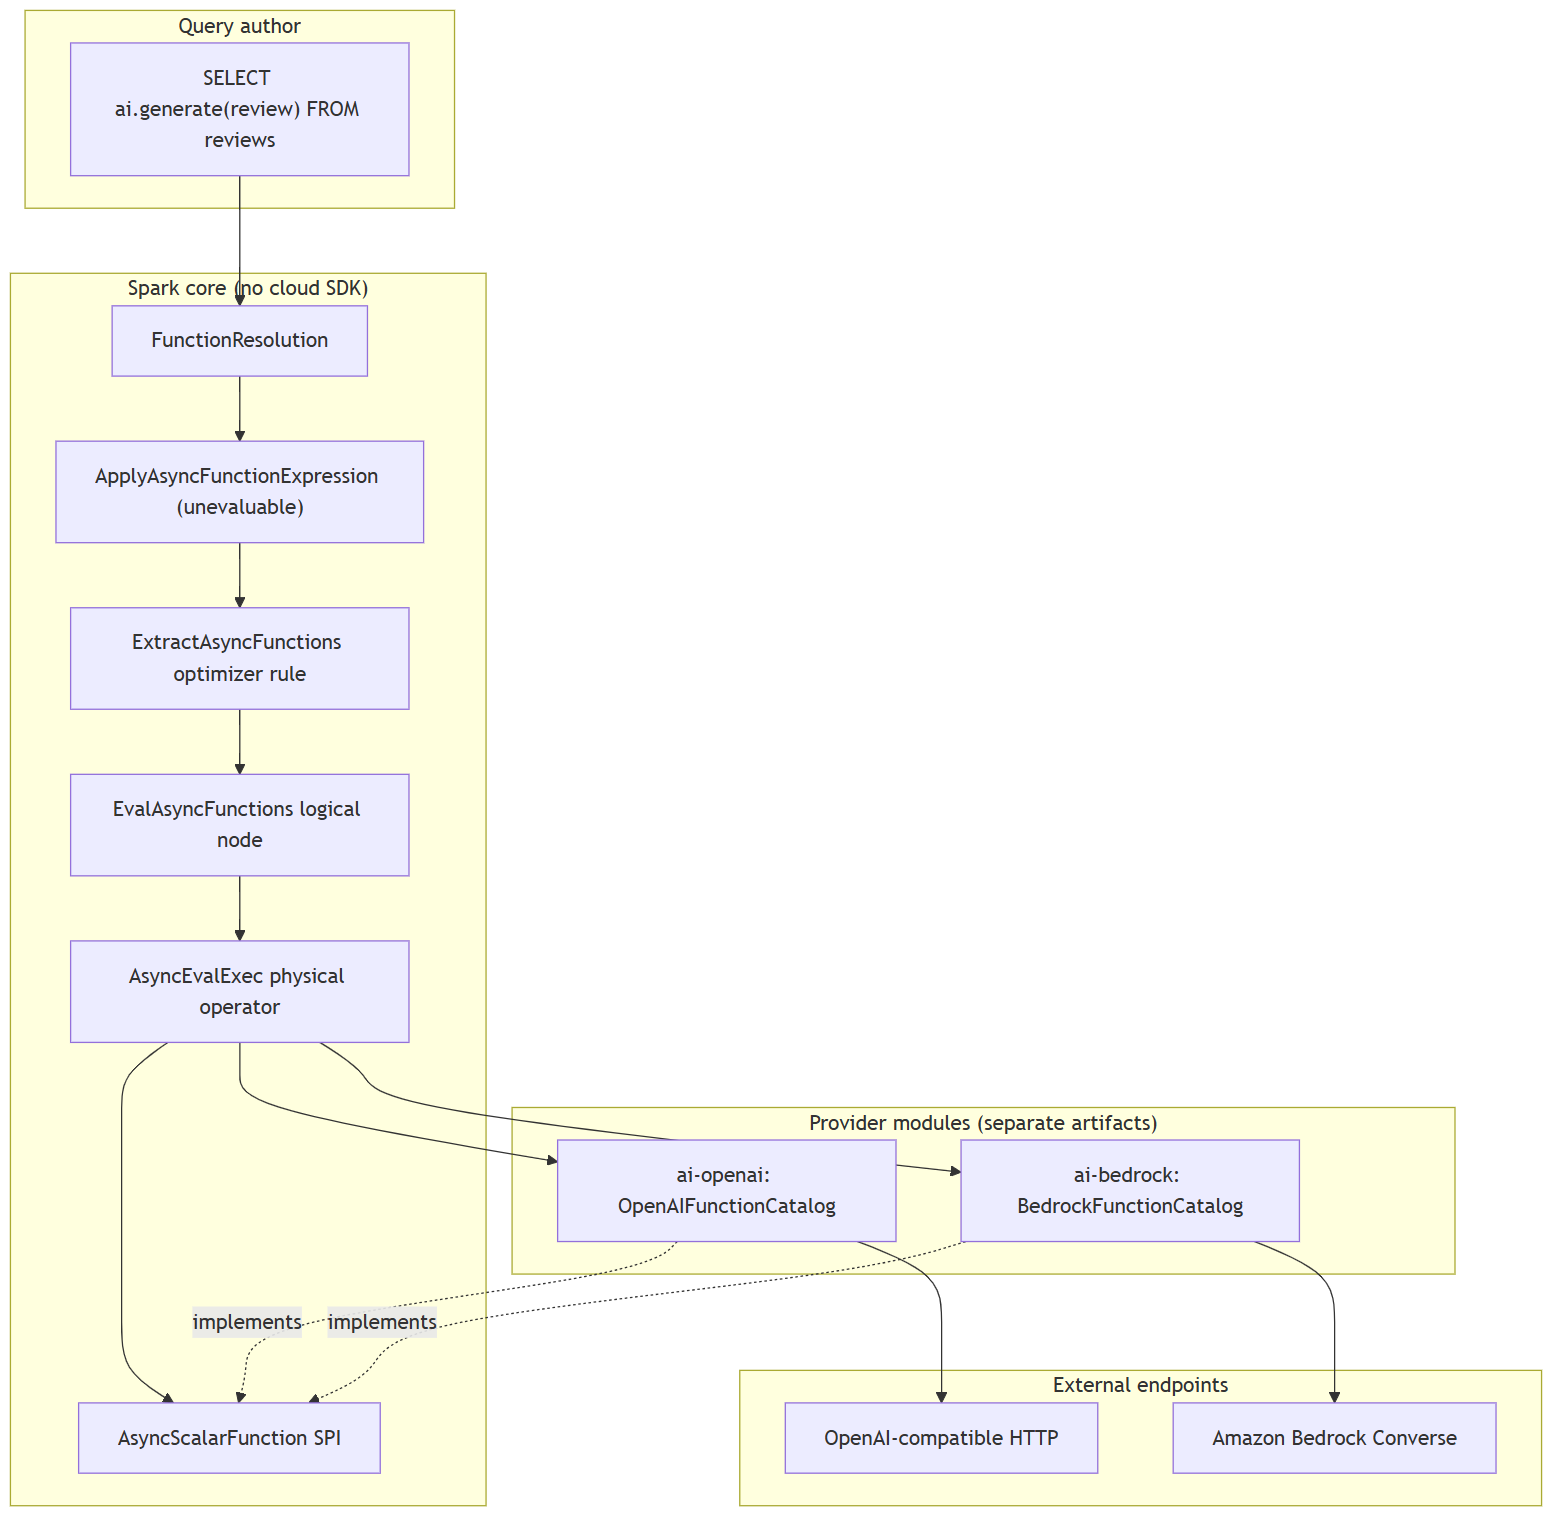 Query author
SELECT
ai.generate(review) FROM
reviews
Spark core (no cloud SDK)
FunctionResolution
ApplyAsyncFunctionExpression
(unevaluable)
ExtractAsyncFunctions
optimizer rule
EvalAsyncFunctions logical
node
AsyncEvalExec physical
operator
Provider modules (separate artifacts)
ai-openai:
OpenAIFunctionCatalog
ai-bedrock:
BedrockFunctionCatalog
implements
implements
External endpoints
AsyncScalarFunction SPI
OpenAI-compatible HTTP
Amazon Bedrock Converse